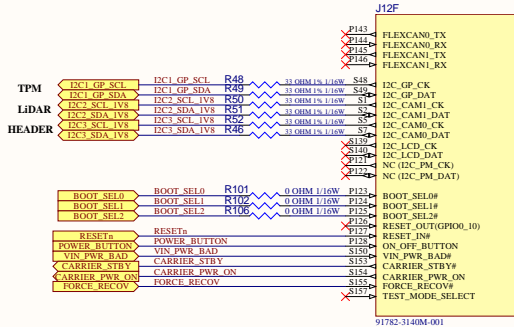 J12F
P143 FLEXCAN0_TX
P144 FLEXCAN0_RX
P145 FLEXCAN1_TX
P146 FLEXCAN1_RX
TPM I2C1_GP_SCL I2C1_GP_SCL R48 33 OHM 1% 1/16W S48 I2C_GP_CK
I2C1_GP_SDA I2C1_GP_SDA R49 33 OHM 1% 1/16W S49 I2C_GP_DAT
LiDAR I2C2_SCL_1V8 I2C2_SCL_1V8 R50 33 OHM 1% 1/16W S1 I2C_CAM1_CK
I2C2_SDA_1V8 I2C2_SDA_1V8 R51 33 OHM 1% 1/16W S2 I2C_CAM1_DAT
HEADER I2C3_SCL_1V8 I2C3_SCL_1V8 R52 33 OHM 1% 1/16W S5 I2C_CAM0_CK
I2C3_SDA_1V8 I2C3_SDA_1V8 R46 33 OHM 1% 1/16W S7 I2C_CAM0_DAT
S139 I2C_LCD_CK
S140 I2C_LCD_DAT
P121 NC (I2C_PM_CK)
P122 NC (I2C_PM_DAT)
BOOT_SEL0 BOOT_SEL0 R101 0 OHM 1/16W P123 BOOT_SEL0#
BOOT_SEL1 BOOT_SEL1 R102 0 OHM 1/16W P124 BOOT_SEL1#
BOOT_SEL2 BOOT_SEL2 R106 0 OHM 1/16W P125 BOOT_SEL2#
P126 RESET_OUT(GPIO0_10)
RESETn RESETn P127 RESET_IN#
POWER_BUTTON POWER_BUTTON P128 ON_OFF_BUTTON
VIN_PWR_BAD VIN_PWR_BAD S150 VIN_PWR_BAD#
CARRIER_STBY CARRIER_STBY S153 CARRIER_STBY#
CARRIER_PWR_ON CARRIER_PWR_ON S154 CARRIER_PWR_ON
FORCE_RECOV FORCE_RECOV S155 FORCE_RECOV#
S157 TEST_MODE_SELECT
91782-3140M-001